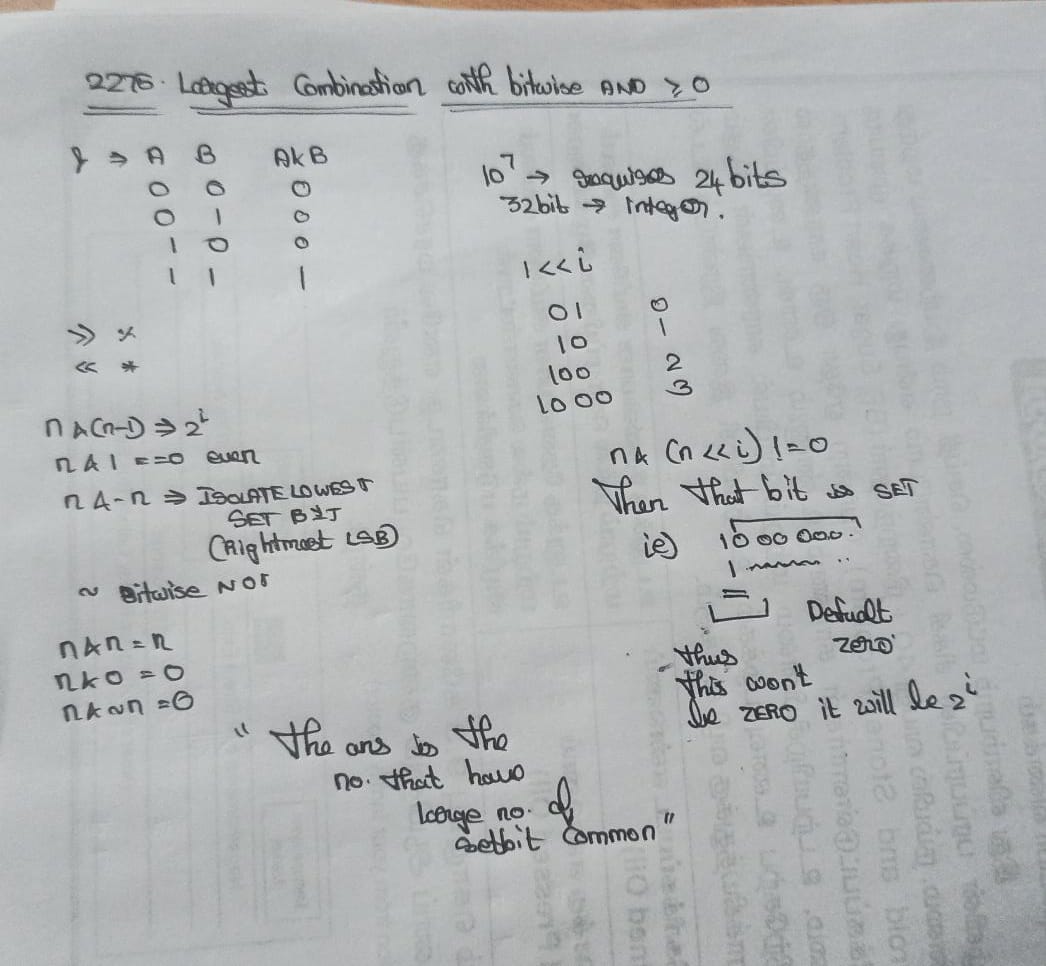 2275. Largest Combination with bitwise AND > 0
& ⇒ A B A&B
0 0 0
0 1 0
1 0 0
1 1 1
>> ÷
<< *
n&(n-1) ⇒ 2^i
n&1 ==0 even
n&-n ⇒ ISOLATE LOWEST
SET BIT
(Rightmost LSB)
~ Bitwise NOT
n&n=n
n&0=0
n&~n=0
10^7 → requires 24 bits
32bit → Integer.
1<<i
01 0
10 1
100 2
1000 3
n & (n<<i) !=0
Then that bit is SET
ie) 1000000.
1
Defualt
zero
thus
this won't
be ZERO it will be 2^i
" The ans is the
no. that have
large no. of
setbit common "